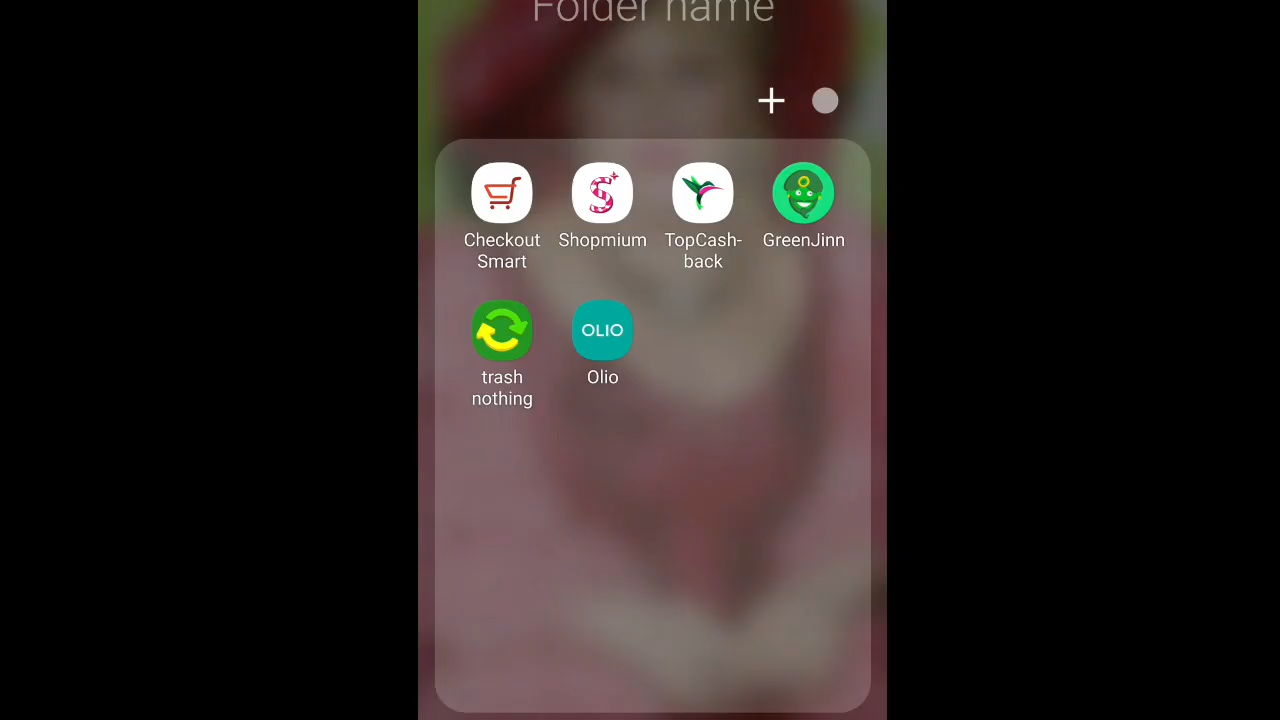 Folder name
Checkout
Smart
Shopmium
TopCash-
back
GreenJinn
OLIO
trash
nothing
Olio